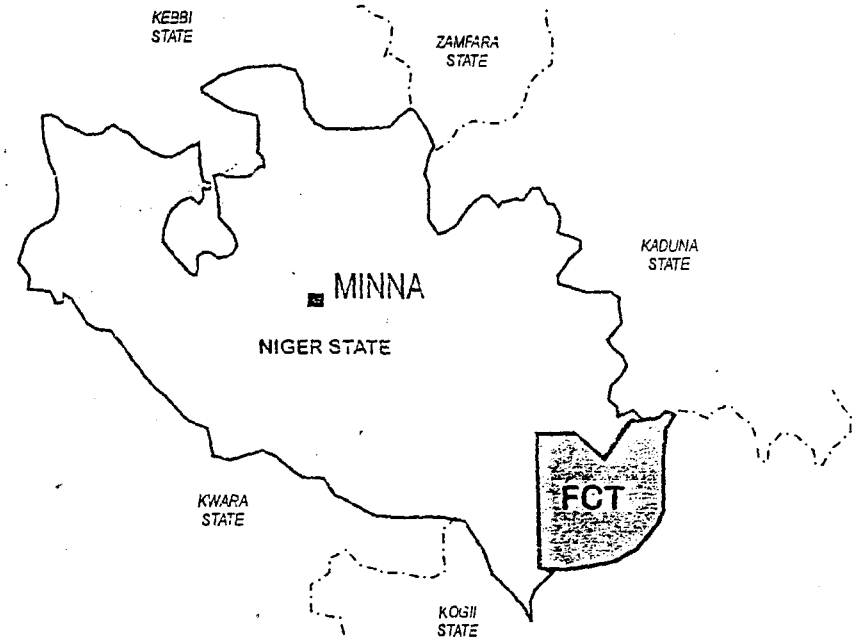 KEBBI
STATE
ZAMFARA
STATE
KADUNA
STATE
MINNA
NIGER STATE
FCT
KWARA
STATE
KOGII
STATE